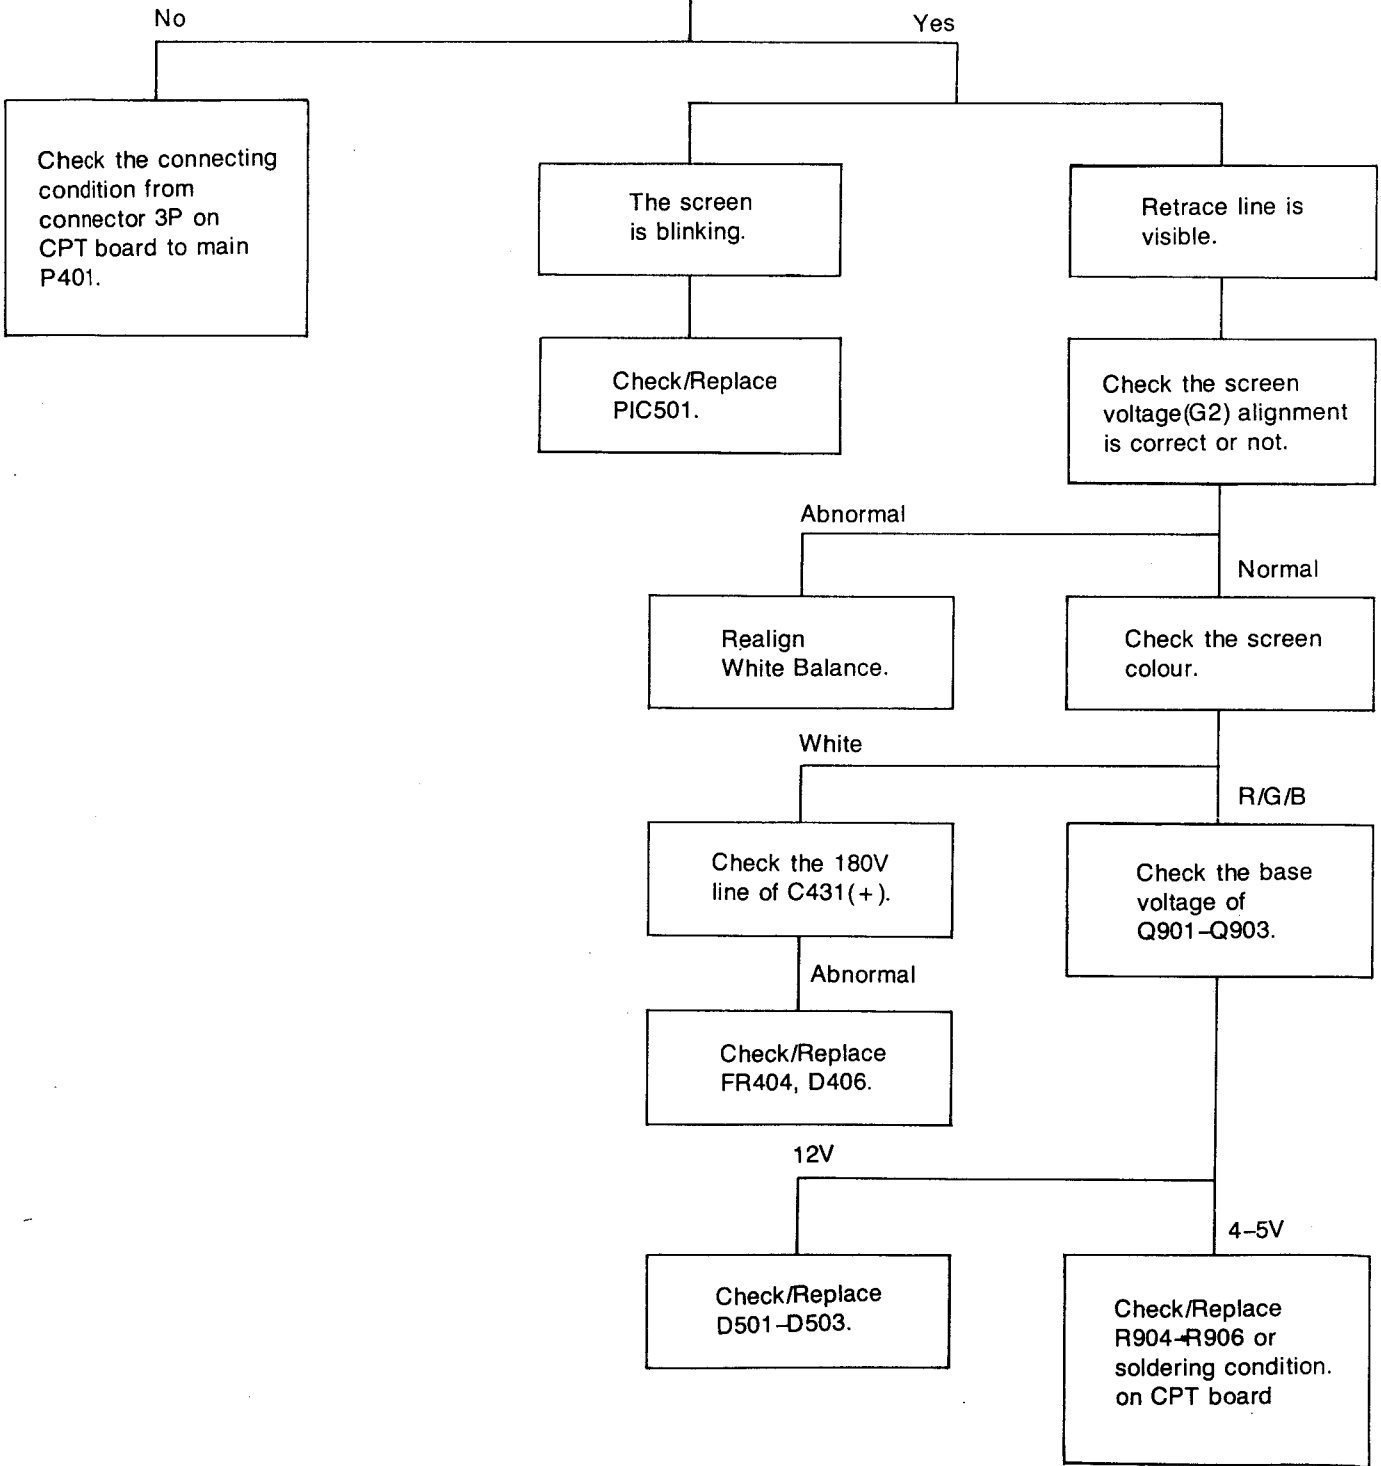 No
Yes
Check the connecting
condition from
connector 3P on
CPT board to main
P401.
The screen
is blinking.
Retrace line is
visible.
Check/Replace
PIC501.
Check the screen
voltage(G2) alignment
is correct or not.
Abnormal
Normal
Realign
White Balance.
Check the screen
colour.
White
R/G/B
Check the 180V
line of C431(+).
Check the base
voltage of
Q901–Q903.
Abnormal
Check/Replace
FR404, D406.
12V
4–5V
Check/Replace
D501–D503.
Check/Replace
R904–R906 or
soldering condition.
on CPT board